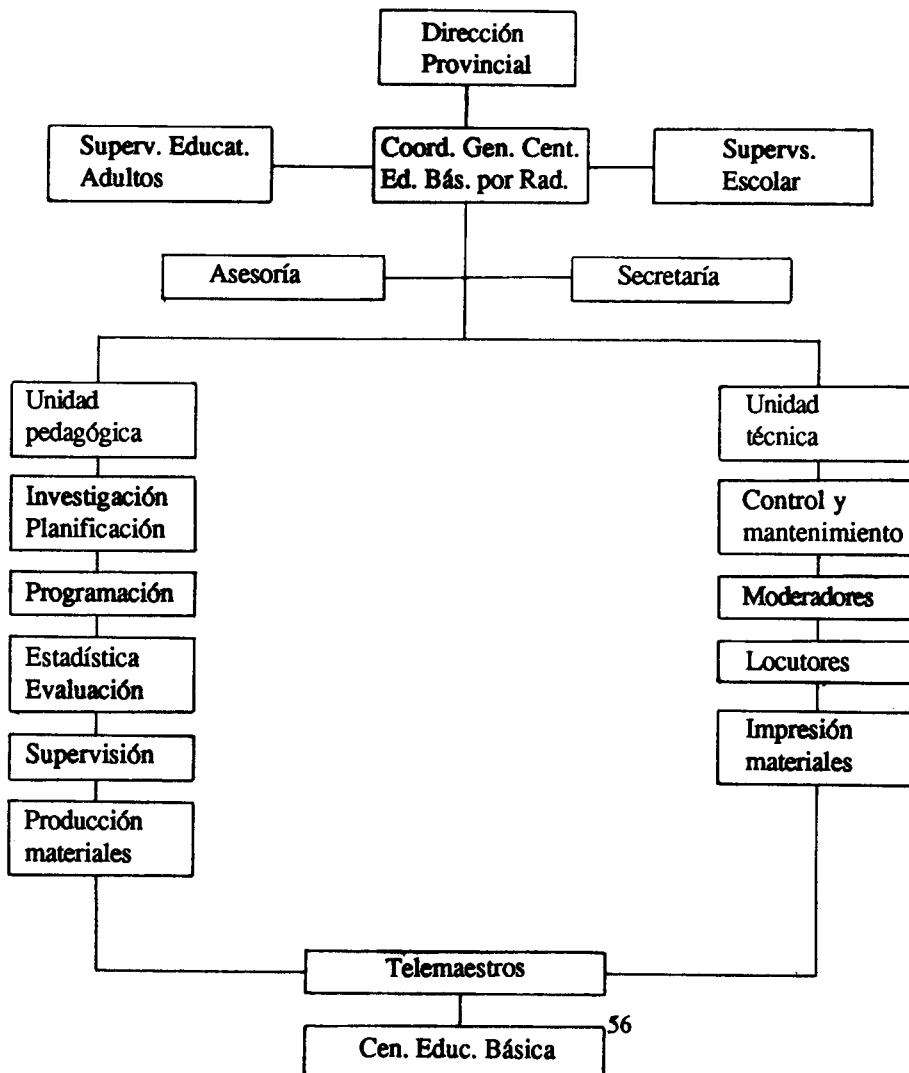 Dirección
Provincial
Superv. Educat.
Adultos
Coord. Gen. Cent.
Ed. Bás. por Rad.
Supervs.
Escolar
Asesoría
Secretaría
Unidad
pedagógica
Investigación
Planificación
Programación
Estadística
Evaluación
Supervisión
Producción
materiales
Unidad
técnica
Control y
mantenimiento
Moderadores
Locutores
Impresión
materiales
Telemaestros
Cen. Educ. Básica
56